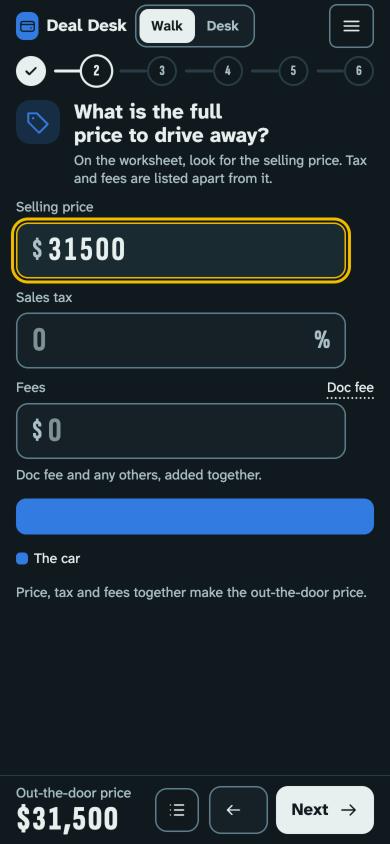 Deal Desk
Walk
Desk
2
3
4
5
6
What is the full
price to drive away?
On the worksheet, look for the selling price. Tax
and fees are listed apart from it.
Selling price
$ 31500
Sales tax
0 %
Fees
Doc fee
$ 0
Doc fee and any others, added together.
The car
Price, tax and fees together make the out-the-door price.
Out-the-door price
$31,500
Next